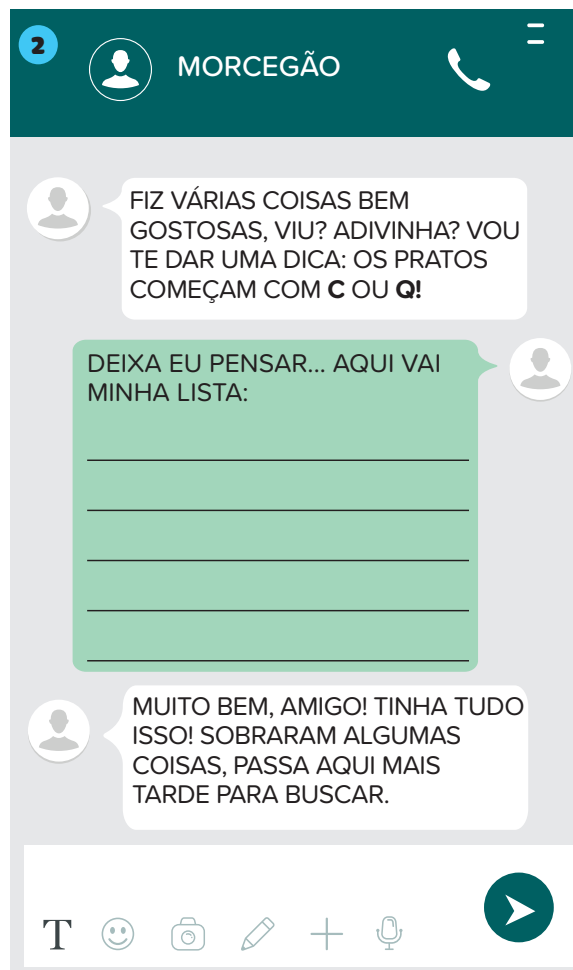 2
MORCEGÃO
FIZ VÁRIAS COISAS BEM
GOSTOSAS, VIU? ADIVINHA? VOU
TE DAR UMA DICA: OS PRATOS
COMEÇAM COM C OU Q!
DEIXA EU PENSAR... AQUI VAI
MINHA LISTA:
MUITO BEM, AMIGO! TINHA TUDO
ISSO! SOBRARAM ALGUMAS
COISAS, PASSA AQUI MAIS
TARDE PARA BUSCAR.
T